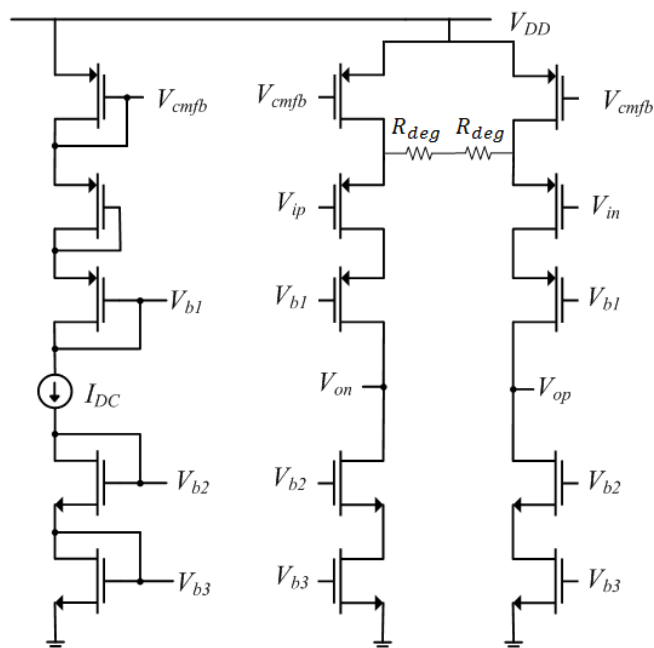 V_DD
V_cmfb V_cmfb V_cmfb
R_deg R_deg
V_ip V_in
V_b1 V_b1 V_b1
I_DC V_on V_op
V_b2 V_b2 V_b2
V_b3 V_b3 V_b3